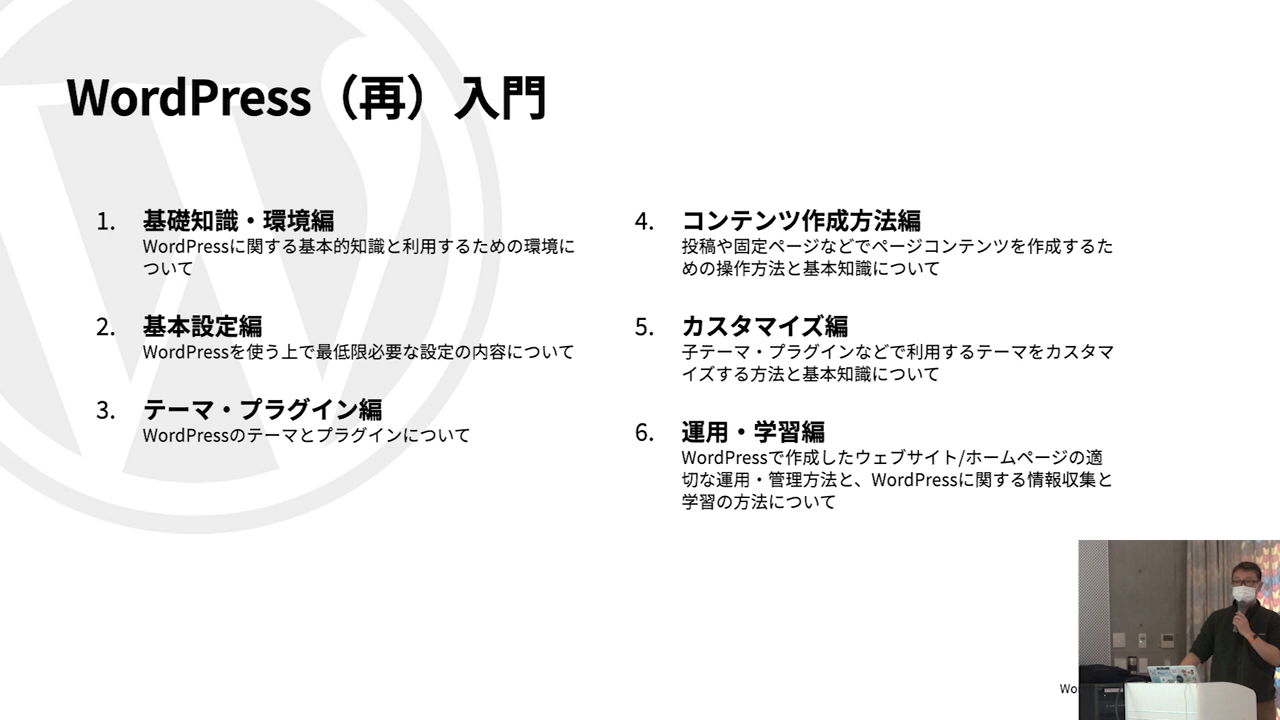 WordPress（再）入門
1. 基礎知識・環境編
WordPressに関する基本的知識と利用するための環境に
ついて
2. 基本設定編
WordPressを使う上で最低限必要な設定の内容について
3. テーマ・プラグイン編
WordPressのテーマとプラグインについて
4. コンテンツ作成方法編
投稿や固定ページなどでページコンテンツを作成するた
めの操作方法と基本知識について
5. カスタマイズ編
子テーマ・プラグインなどで利用するテーマをカスタマ
イズする方法と基本知識について
6. 運用・学習編
WordPressで作成したウェブサイト/ホームページの適
切な運用・管理方法と、WordPressに関する情報収集と
学習の方法について